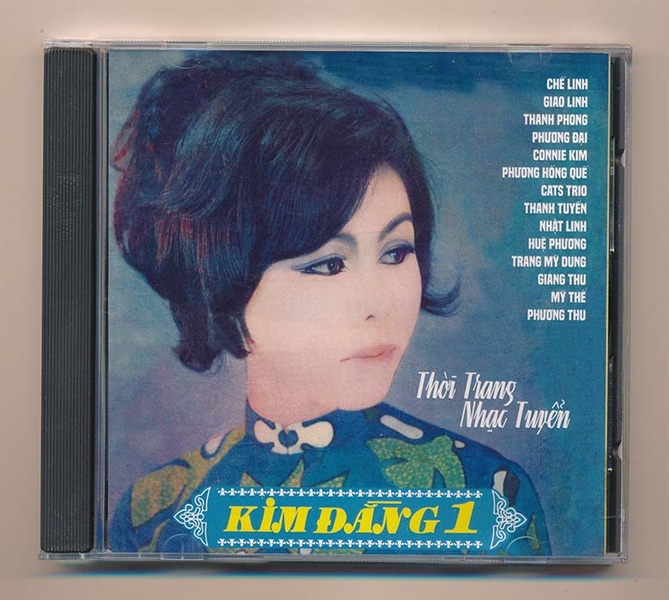 CHẾ LINH
GIAO LINH
THANH PHONG
PHƯƠNG ĐẠI
CONNIE KIM
PHƯƠNG HỒNG QUẾ
CATS TRIO
THANH TUYỀN
NHẬT LINH
HUỆ PHƯƠNG
TRANG MỸ DUNG
GIANG THU
MỸ THỂ
PHƯƠNG THU
Thời Trang
Nhạc Tuyển
KIM ĐẰNG 1